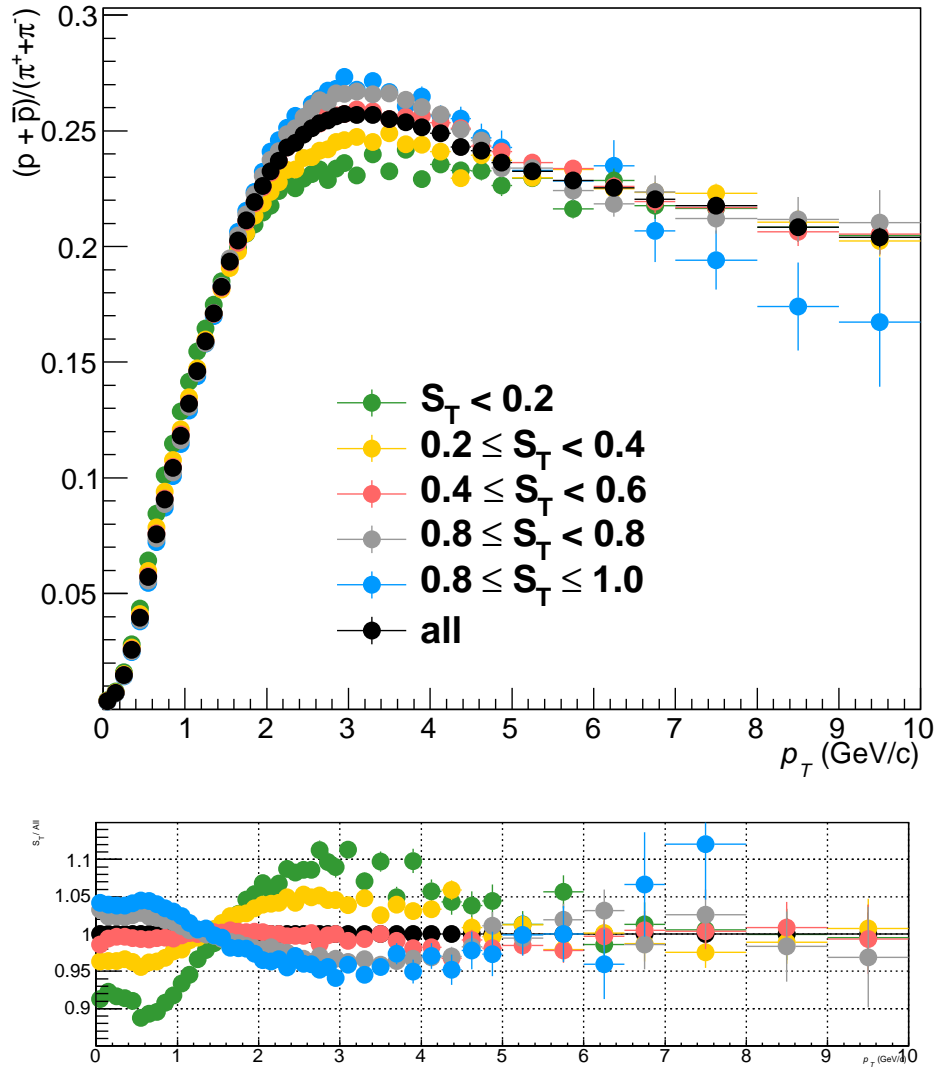 (p + p̅)/(π⁺+π⁻)
0.3
0.25
0.2
0.15
0.1
0.05
S_T < 0.2
0.2 ≤ S_T < 0.4
0.4 ≤ S_T < 0.6
0.8 ≤ S_T < 0.8
0.8 ≤ S_T ≤ 1.0
all
0 1 2 3 4 5 6 7 8 9 10
p_T (GeV/c)
S_T/ All
1.1
1.05
1
0.95
0.9
0 1 2 3 4 5 6 7 8 9 10
p_T (GeV/c)